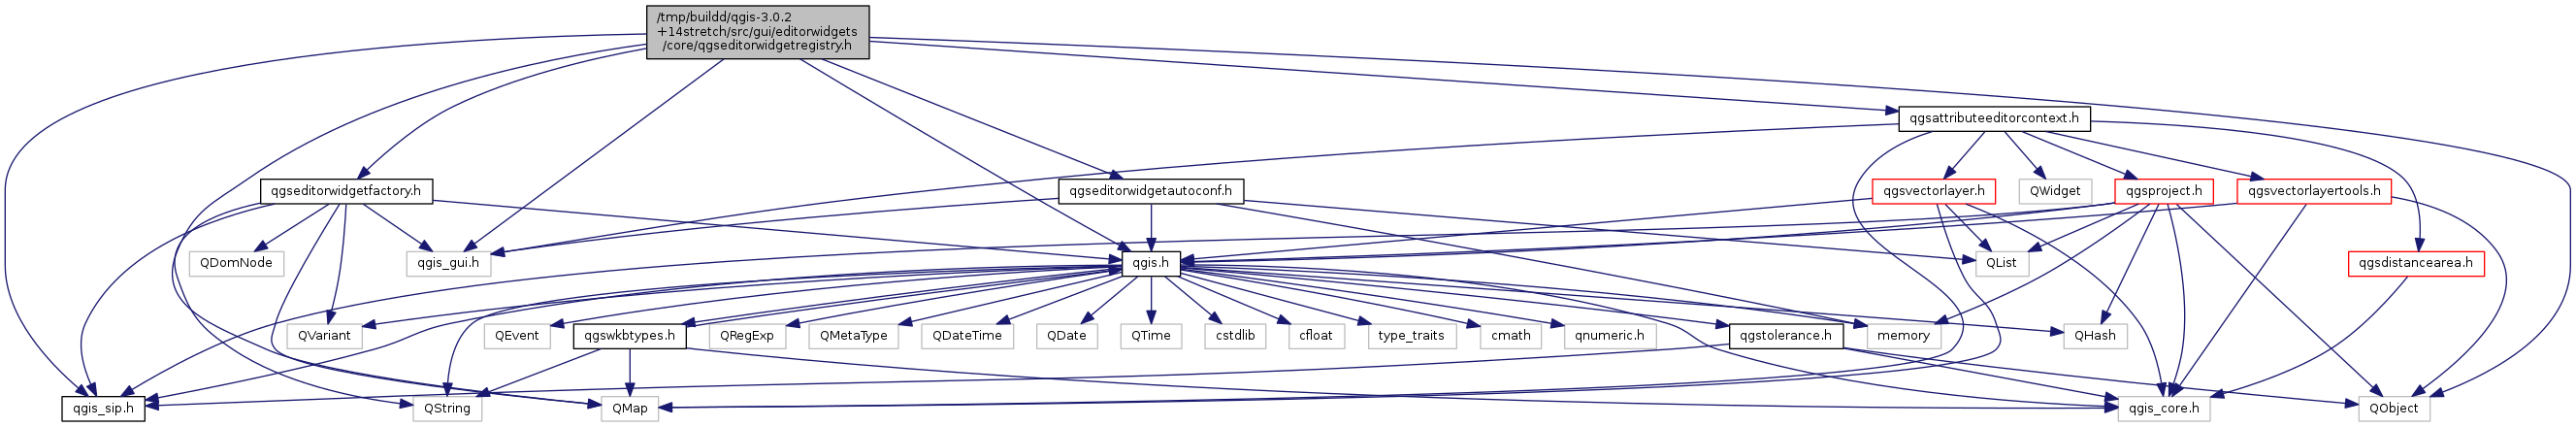 /tmp/buildd/qgis-3.0.2
+14stretch/src/gui/editorwidgets
/core/qgseditorwidgetregistry.h
qgsattributeeditorcontext.h
qgseditorwidgetfactory.h
qgseditorwidgetautoconf.h
qgsvectorlayer.h
QWidget
qgsproject.h
qgsvectorlayertools.h
QDomNode
qgis_gui.h
qgis.h
QList
qgsdistancearea.h
QVariant
QEvent
qgswkbtypes.h
QRegExp
QMetaType
QDateTime
QDate
QTime
cstdlib
cfloat
type_traits
cmath
qnumeric.h
qgstolerance.h
memory
QHash
qgis_sip.h
QString
QMap
qgis_core.h
QObject